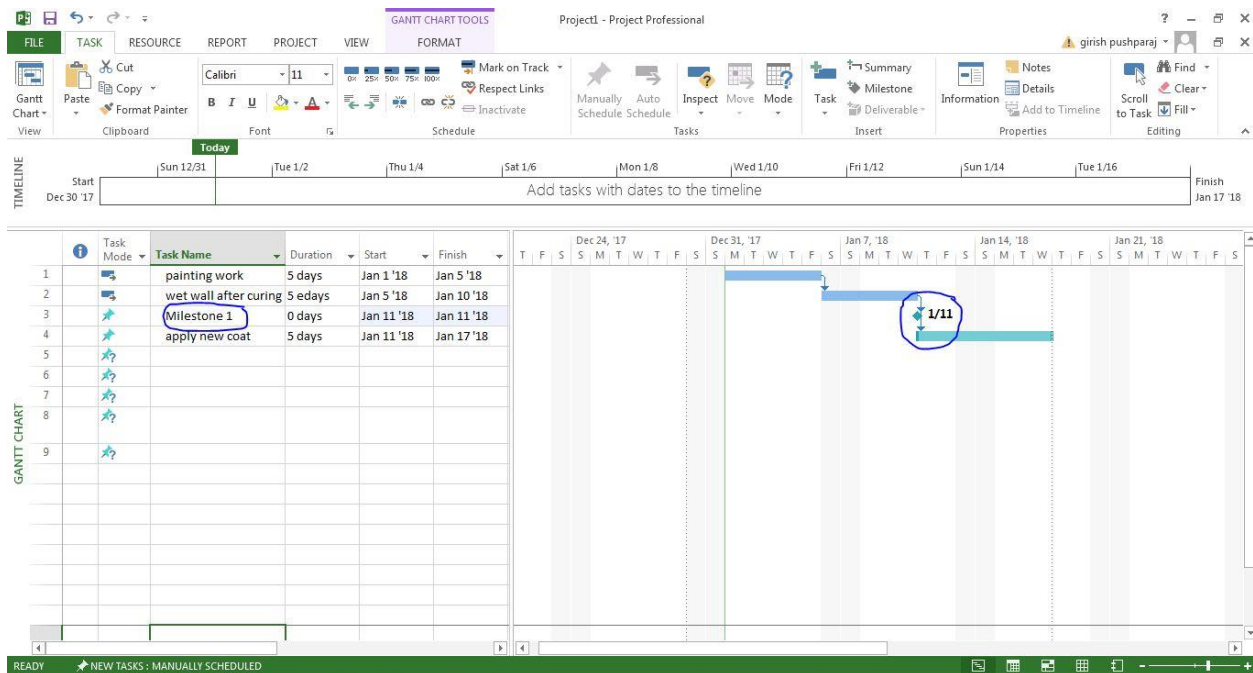 GANTT CHART TOOLS Project1 - Project Professional ?
FILE TASK RESOURCE REPORT PROJECT VIEW FORMAT girish pushparaj
Gantt Chart
View
Paste
Cut
Copy
Format Painter
Clipboard
Calibri 11
B I U A
Font
0% 25% 50% 75% 100%
Mark on Track
Respect Links
Inactivate
Schedule
Manually Schedule
Auto Schedule
Inspect
Move
Mode
Tasks
Task
Summary
Milestone
Deliverable
Insert
Information
Notes
Details
Add to Timeline
Properties
Scroll to Task
Find
Clear
Fill
Editing
TIMELINE
Today
Sun 12/31 Tue 1/2 Thu 1/4 Sat 1/6 Mon 1/8 Wed 1/10 Fri 1/12 Sun 1/14 Tue 1/16
Start
Dec 30 '17
Add tasks with dates to the timeline
Finish
Jan 17 '18
GANTT CHART
Task Mode Task Name Duration Start Finish
1 painting work 5 days Jan 1 '18 Jan 5 '18
2 wet wall after curing 5 edays Jan 5 '18 Jan 10 '18
3 Milestone 1 0 days Jan 11 '18 Jan 11 '18
4 apply new coat 5 days Jan 11 '18 Jan 17 '18
5 ?
6 ?
7 ?
8 ?
9 ?
Dec 24, '17 Dec 31, '17 Jan 7, '18 Jan 14, '18 Jan 21, '18
T F S S M T W T F S S M T W T F S S M T W T F S S M T W T F S S M T W T F S
1/11
READY NEW TASKS : MANUALLY SCHEDULED